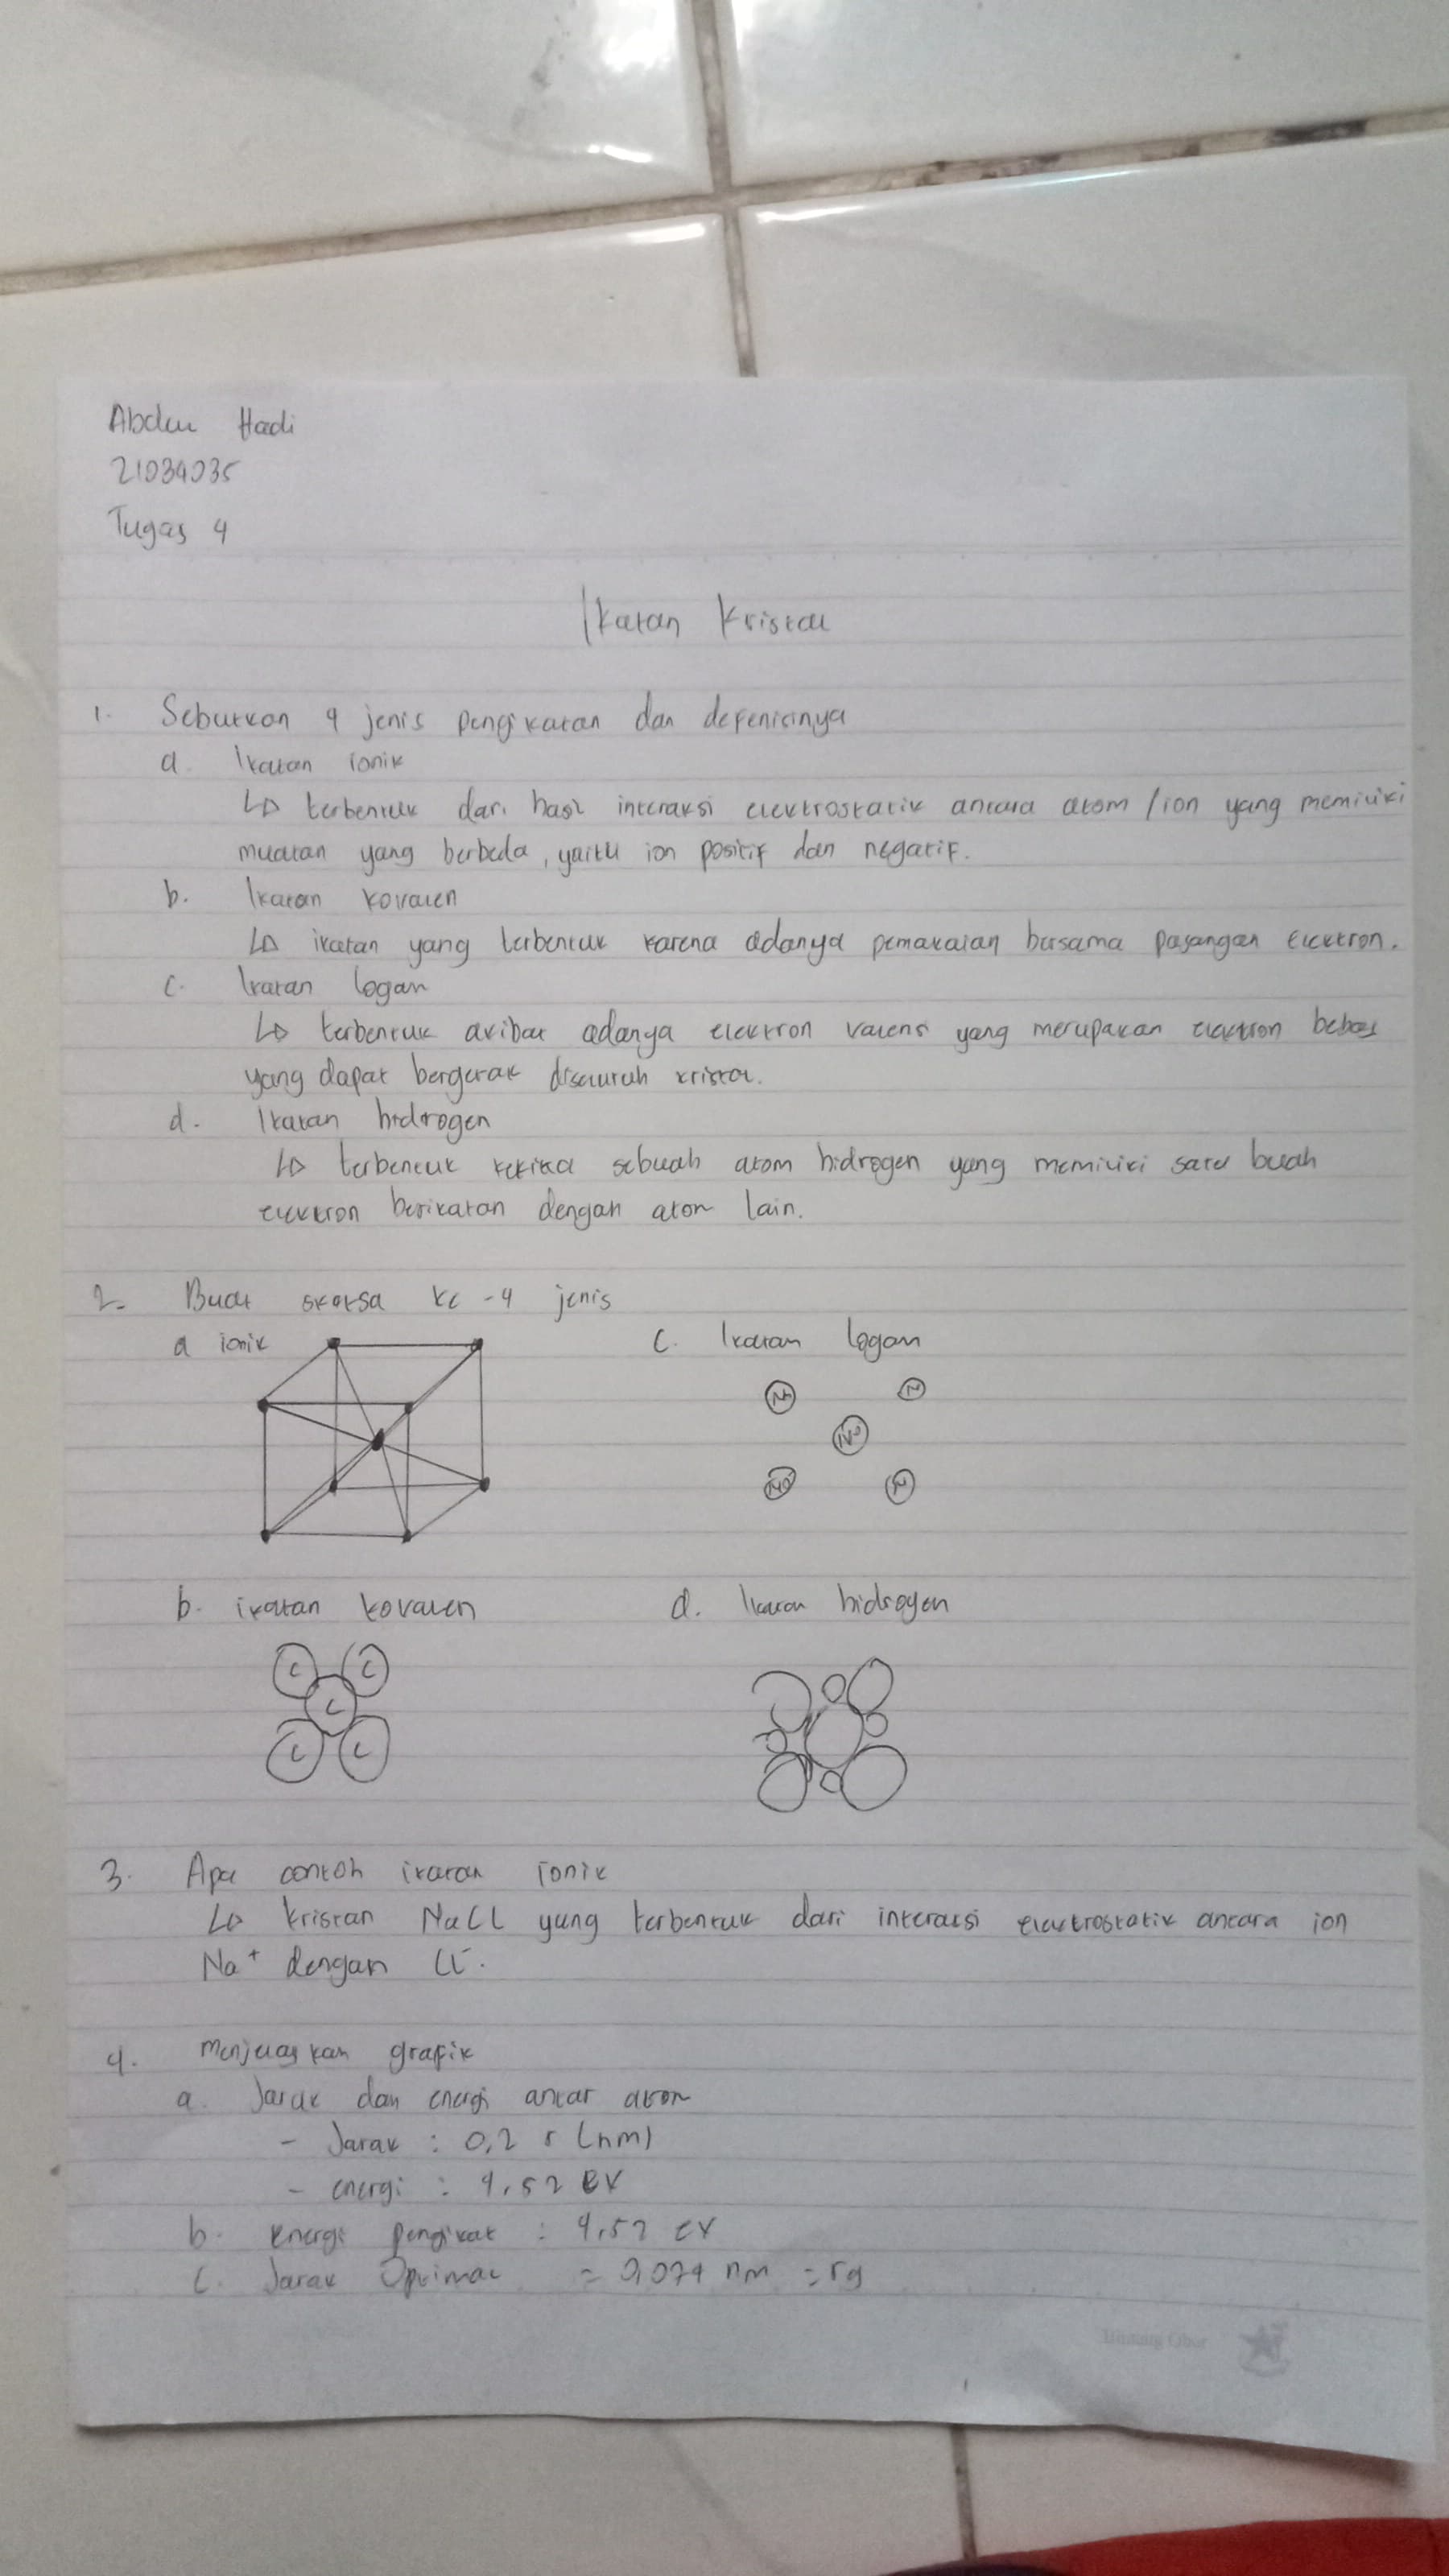 Abdul Hadi
21034035
Tugas 4
Ikatan Kristal
1. Sebutkan 4 jenis pengikatan dan defenisinya
a. Ikatan ionik
↳ terbentuk dari hasil interaksi elektrostatik antara atom / ion yang memiliki
muatan yang berbeda, yaitu ion positif dan negatif.
b. Ikatan kovalen
↳ ikatan yang terbentuk karena adanya pemakaian bersama pasangan elektron.
c. Ikatan logam
↳ terbentuk akibat adanya elektron valensi yang merupakan elektron bebas
yang dapat bergerak diseluruh kristal.
d. Ikatan hidrogen
↳ terbentuk ketika sebuah atom hidrogen yang memiliki satu buah
elektron berikatan dengan atom lain.
2. Buat sketsa ke-4 jenis
a ionik
c. Ikatan logam
Na N
Na
Na N
b. ikatan kovalen
d. Ikatan hidrogen
C C
C
C C
3. Apa contoh ikatan ionik
↳ kristan NaCl yang terbentuk dari interaksi elektrostatik antara ion
Na⁺ dengan Cl⁻.
4. Menjelaskan grafik
a. Jarak dan energi antar atom
- Jarak : 0,2 r (nm)
- energi : 4,52 eV
b. Energi pengikat : 4,52 eV
c. Jarak Optimal = 0,074 nm =
Bintang Obor